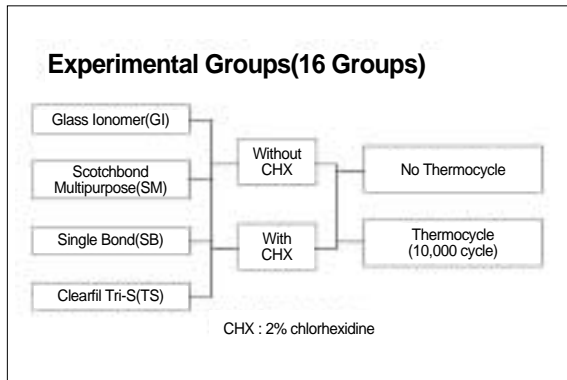 Experimental Groups(16 Groups)
Glass Ionomer(GI)
Scotchbond
Multipurpose(SM)
Single Bond(SB)
Clearfil Tri-S(TS)
Without
CHX
With
CHX
No Thermocycle
Thermocycle
(10,000 cycle)
CHX : 2% chlorhexidine